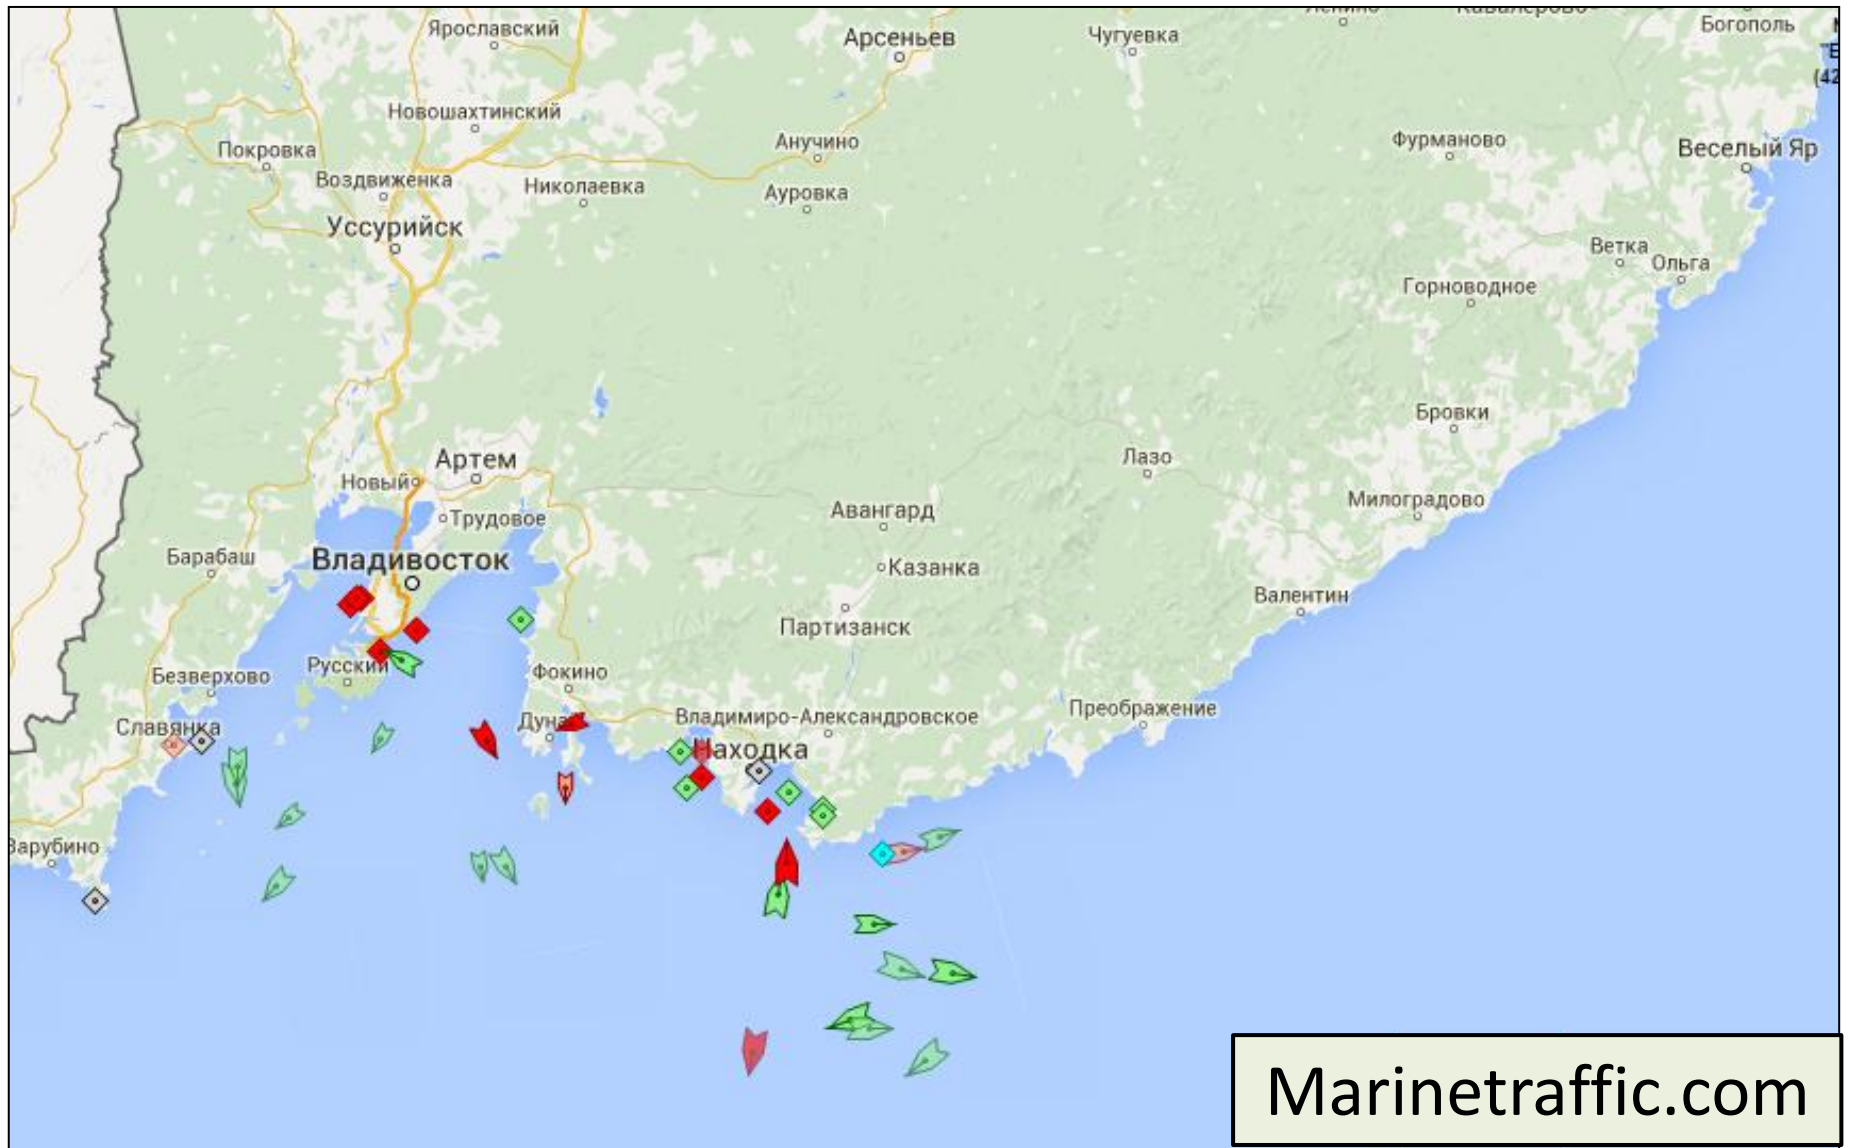 Ярославский
Арсеньев
Чугуевка
Богополь
(42
Новошахтинский
Покровка
Анучино
Фурманово
Веселый Яр
Воздвиженка
Николаевка
Ауровка
Уссурийск
Ветка
Ольга
Горноводное
Бровки
Артем
Лазо
Новый
Милоградово
Трудовое
Авангард
Барабаш
Владивосток
Казанка
Валентин
Партизанск
Русский
Безверхово
Фокино
Славянка
Преображение
Владимиро-Александровское
Находка
Зарубино
Marinetraffic.com